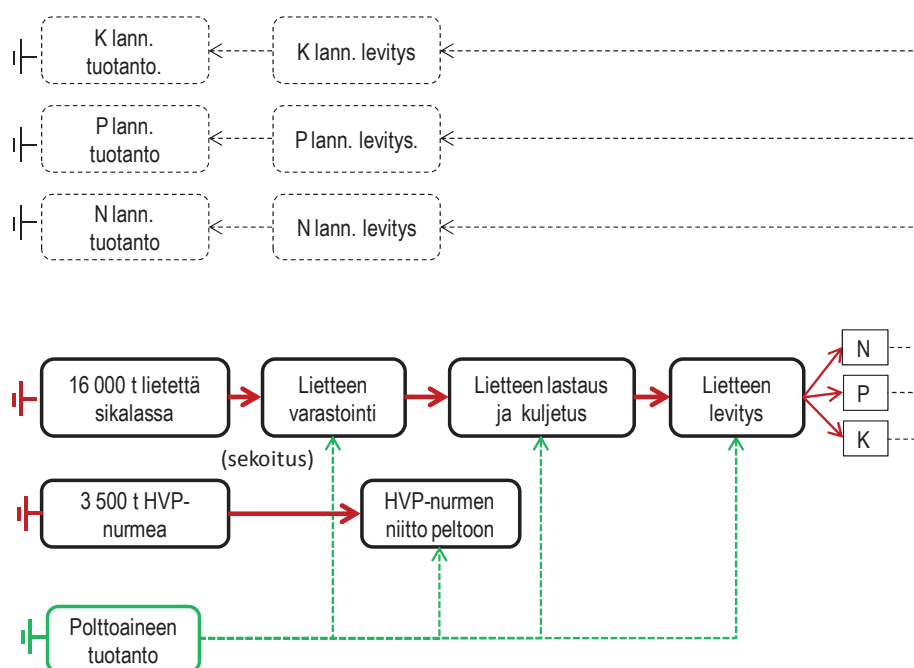 K lann.
tuotanto.
K lann. levitys
P lann.
tuotanto
P lann. levitys.
N lann.
tuotanto
N lann. levitys
16 000 t lietettä
sikalassa
Lietteen
varastointi
Lietteen lastaus
ja kuljetus
Lietteen
levitys
N
P
K
(sekoitus)
3 500 t HVP-
nurmea
HVP-nurmen
niitto peltoon
Polttoaineen
tuotanto